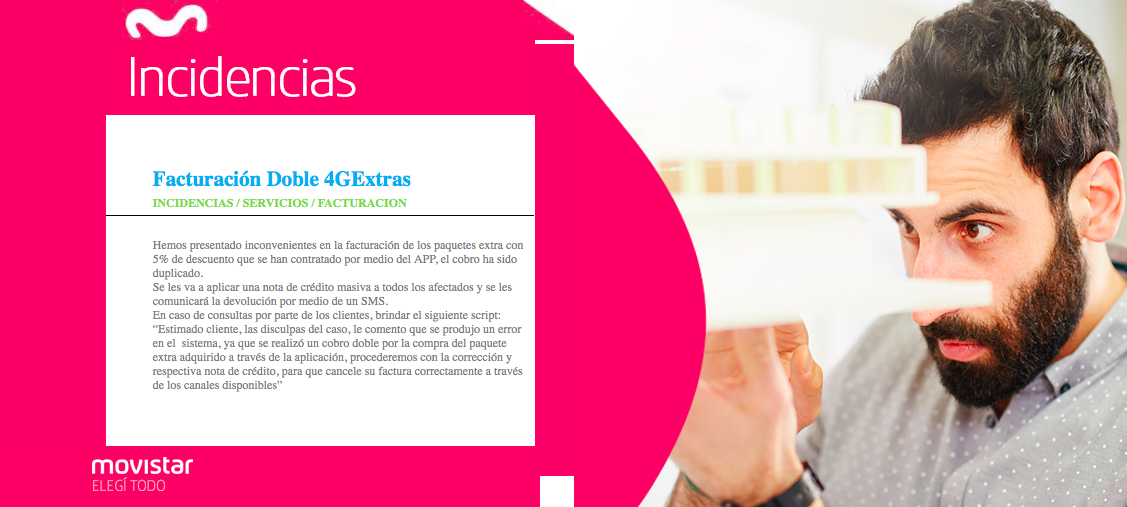 Incidencias
Facturación Doble 4GExtras
INCIDENCIAS / SERVICIOS / FACTURACION
Hemos presentado inconvenientes en la facturación de los paquetes extra con
5% de descuento que se han contratado por medio del APP, el cobro ha sido
duplicado.
Se les va a aplicar una nota de crédito masiva a todos los afectados y se les
comunicará la devolución por medio de un SMS.
En caso de consultas por parte de los clientes, brindar el siguiente script:
“Estimado cliente, las disculpas del caso, le comento que se produjo un error
en el  sistema, ya que se realizó un cobro doble por la compra del paquete
extra adquirido a través de la aplicación, procederemos con la corrección y
respectiva nota de crédito, para que cancele su factura correctamente a través
de los canales disponibles”
movistar
ELEGÍ TODO